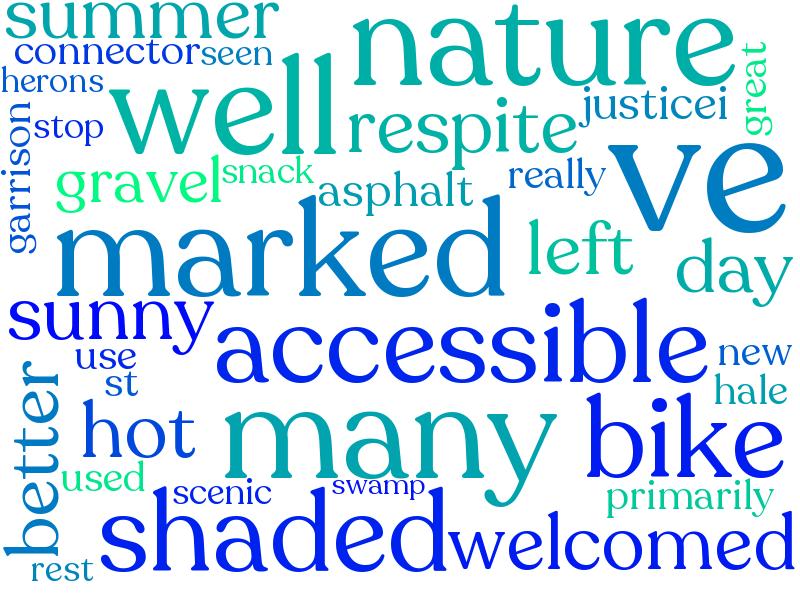 summer
nature
connector
seen
great
herons
well
justicei
garrison
stop
respite
ve
gravel
snack
asphalt
really
marked
left
day
sunny
accessible
use
new
st
hale
better
hot
many
bike
used
scenic
swamp
primarily
shaded
welcomed
rest